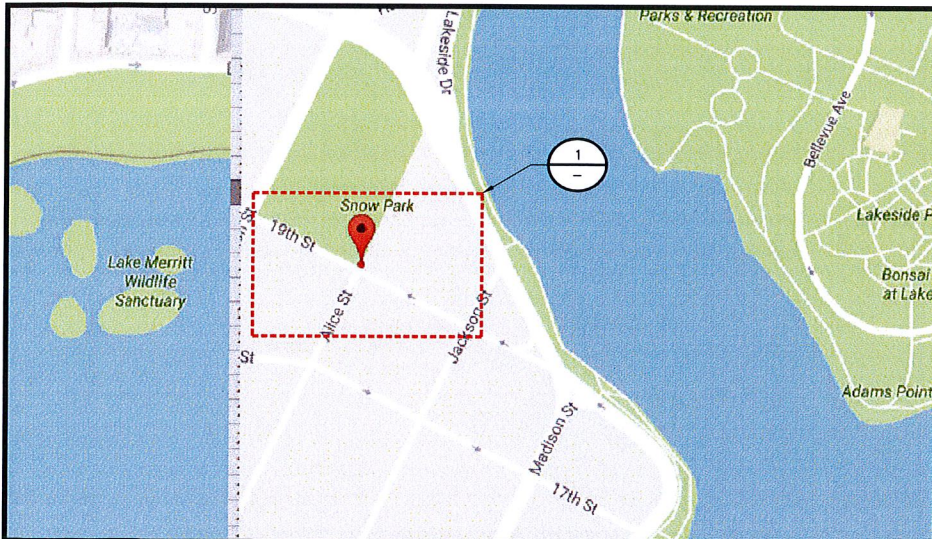 Parks & Recreation
Lakeside Dr
Bellevue Ave
1
Snow Park
19th St
Lake Merritt
Wildlife
Sanctuary
Alice St
Jackson St
St
Lakeside P
Bonsai
at Lake
Adams Point
Madison St
17th St